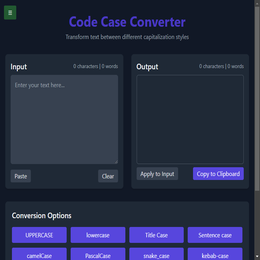 Code Case Converter
Transform text between different capitalization styles
Input
0 characters | 0 words
Enter your text here...
Paste
Clear
Output
0 characters | 0 words
Apply to Input
Copy to Clipboard
Conversion Options
UPPERCASE
lowercase
Title Case
Sentence case
camelCase
PascalCase
snake_case
kebab-case